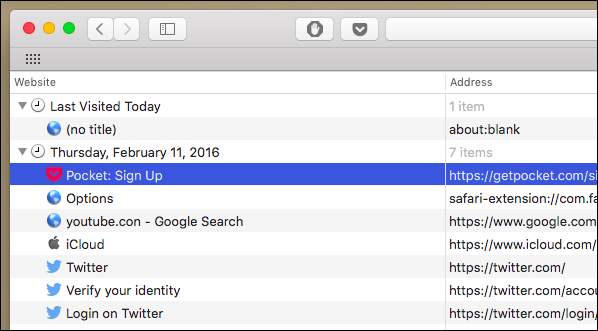 Website Address
Last Visited Today 1 item
(no title) about:blank
Thursday, February 11, 2016 7 items
Pocket: Sign Up https://getpocket.com/si
Options safari-extension://com.fa
youtube.con - Google Search https://www.google.com
iCloud https://www.icloud.com/
Twitter https://twitter.com/
Verify your identity https://twitter.com/accou
Login on Twitter https://twitter.com/login/